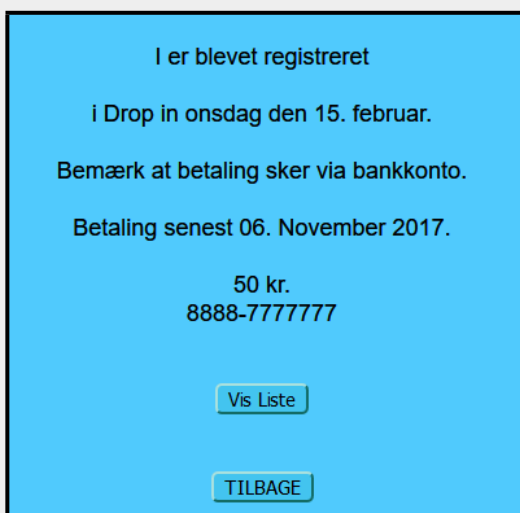 I er blevet registreret
i Drop in onsdag den 15. februar.
Bemærk at betaling sker via bankkonto.
Betaling senest 06. November 2017.
50 kr.
8888-7777777
Vis Liste
TILBAGE